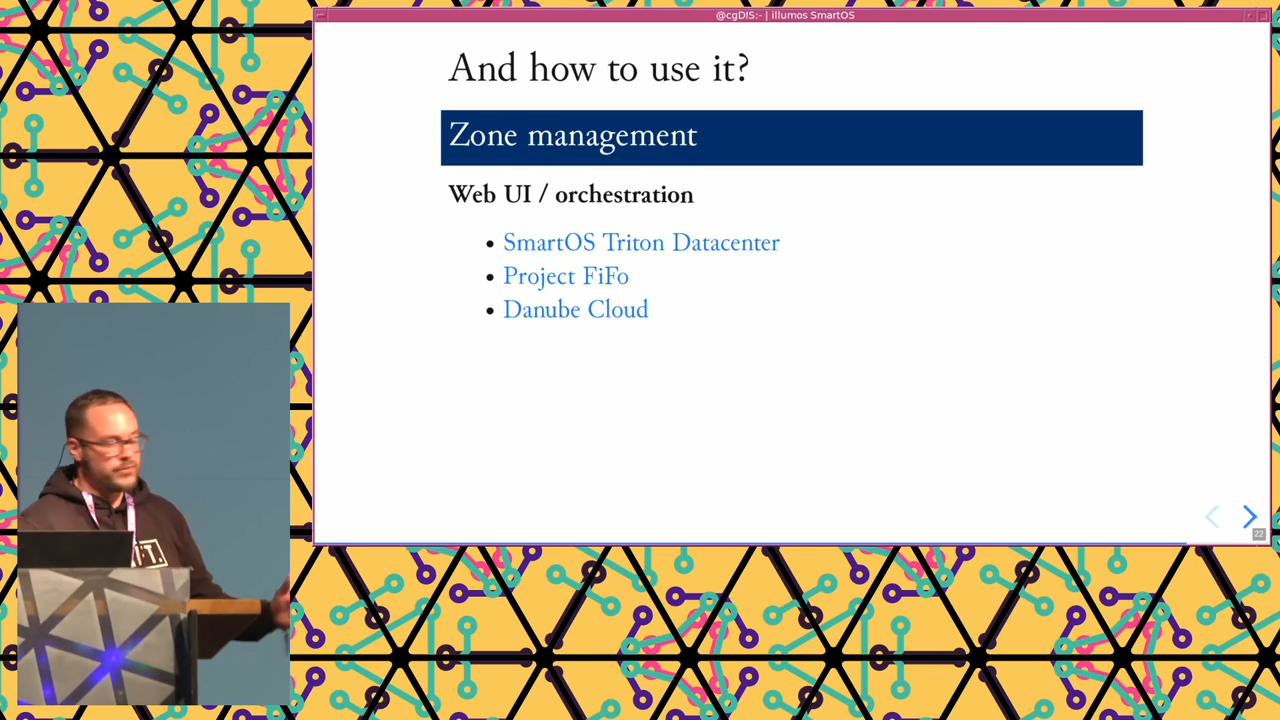 @cgDIS:- | illumos SmartOS
And how to use it?
Zone management
Web UI / orchestration
SmartOS Triton Datacenter
Project FiFo
Danube Cloud
22